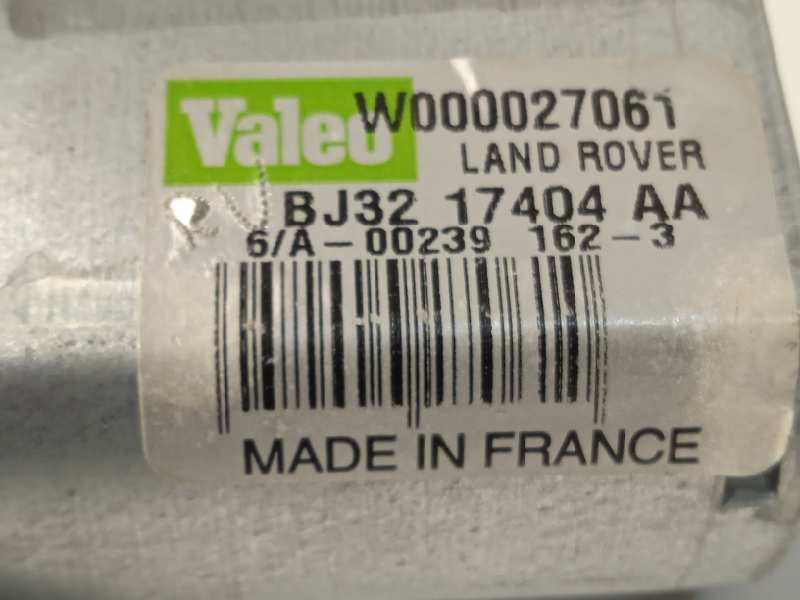 Valeo W000027061
LAND ROVER
BJ32 17404 AA
6/A-00239 162-3
MADE IN FRANCE